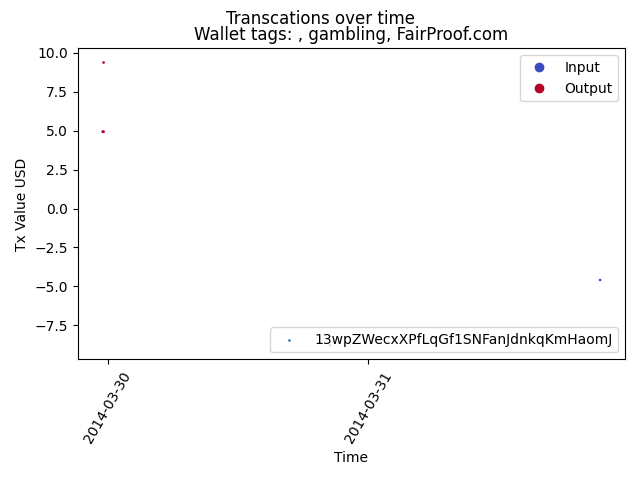 Transcations over time
Wallet tags: , gambling, FairProof.com
10.0
7.5
5.0
2.5
0.0
−2.5
−5.0
−7.5
Tx Value USD
Input
Output
13wpZWecxXPfLqGf1SNFanJdnkqKmHaomJ
2014-03-30
2014-03-31
Time